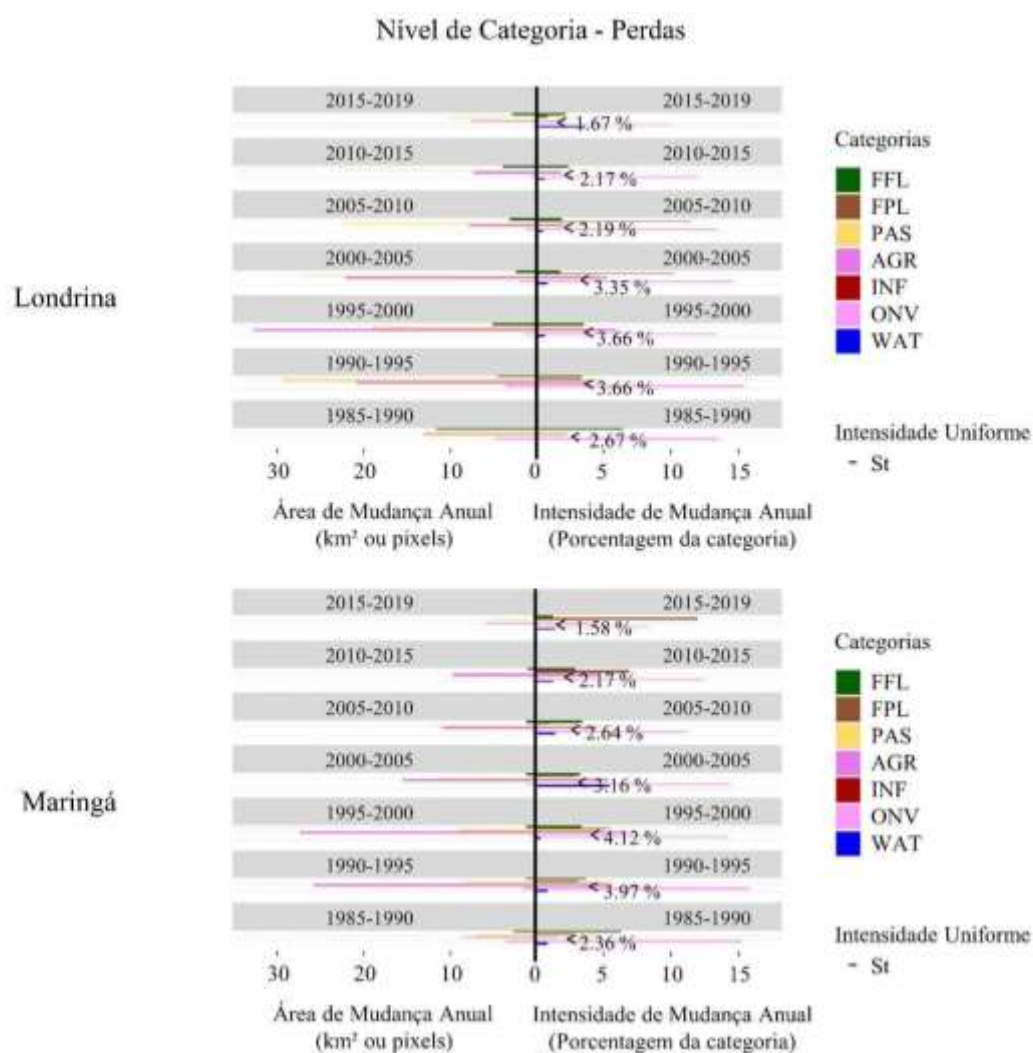 Nível de Categoria - Perdas
Londrina
2015-2019 2015-2019
< 1.67 %
2010-2015 2010-2015
< 2.17 %
2005-2010 2005-2010
< 2.19 %
2000-2005 2000-2005
< 3.35 %
1995-2000 1995-2000
< 3.66 %
1990-1995 1990-1995
< 3.66 %
1985-1990 1985-1990
< 2.67 %
30 20 10 0 5 10 15
Área de Mudança Anual
(km² ou pixels)
Intensidade de Mudança Anual
(Porcentagem da categoria)
Categorias
FFL
FPL
PAS
AGR
INF
ONV
WAT
Intensidade Uniforme
- St
Maringá
2015-2019 2015-2019
< 1.58 %
2010-2015 2010-2015
< 2.17 %
2005-2010 2005-2010
< 2.64 %
2000-2005 2000-2005
< 3.16 %
1995-2000 1995-2000
< 4.12 %
1990-1995 1990-1995
< 3.97 %
1985-1990 1985-1990
< 2.36 %
30 20 10 0 5 10 15
Área de Mudança Anual
(km² ou pixels)
Intensidade de Mudança Anual
(Porcentagem da categoria)
Categorias
FFL
FPL
PAS
AGR
INF
ONV
WAT
Intensidade Uniforme
- St